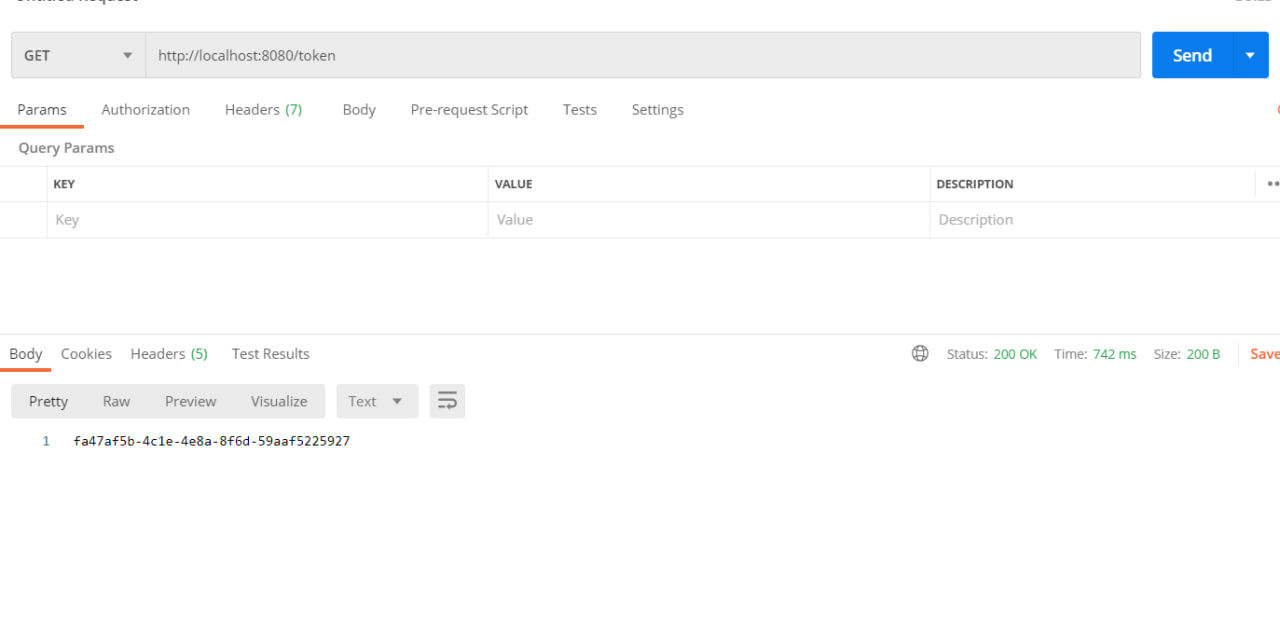 GET http://localhost:8080/token Send
Params Authorization Headers (7) Body Pre-request Script Tests Settings
Query Params
KEY VALUE DESCRIPTION
Key Value Description
Body Cookies Headers (5) Test Results Status: 200 OK Time: 742 ms Size: 200 B Save
Pretty Raw Preview Visualize Text
1 fa47af5b-4c1e-4e8a-8f6d-59aaf5225927